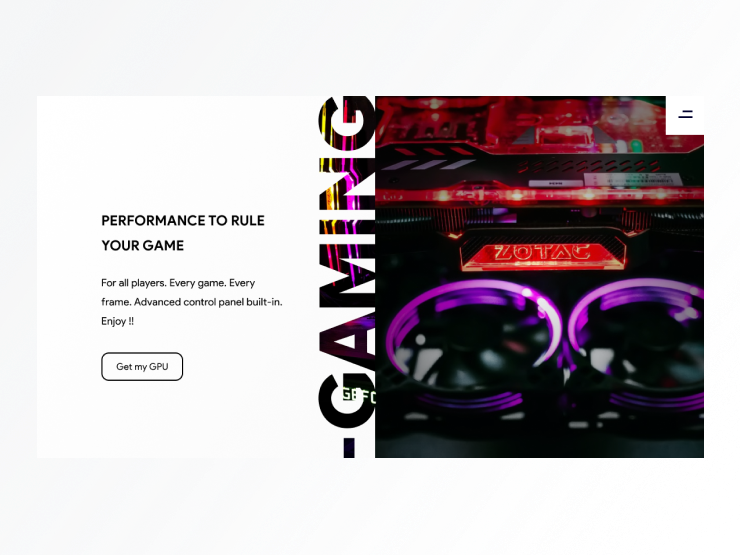 PERFORMANCE TO RULE
YOUR GAME
For all players. Every game. Every
frame. Advanced control panel built-in.
Enjoy !!
Get my GPU
-GAMING
GEFO
ZOTAC